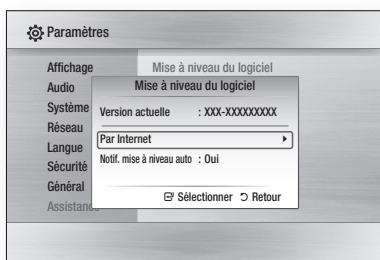 Paramètres
Affichage
Mise à niveau du logiciel
Audio
Mise à niveau du logiciel
Système
Version actuelle : XXX-XXXXXXXXX
Réseau
Par Internet
Langue
Notif. mise à niveau auto : Oui
Sécurité
Général
Sélectionner Retour
Assistance